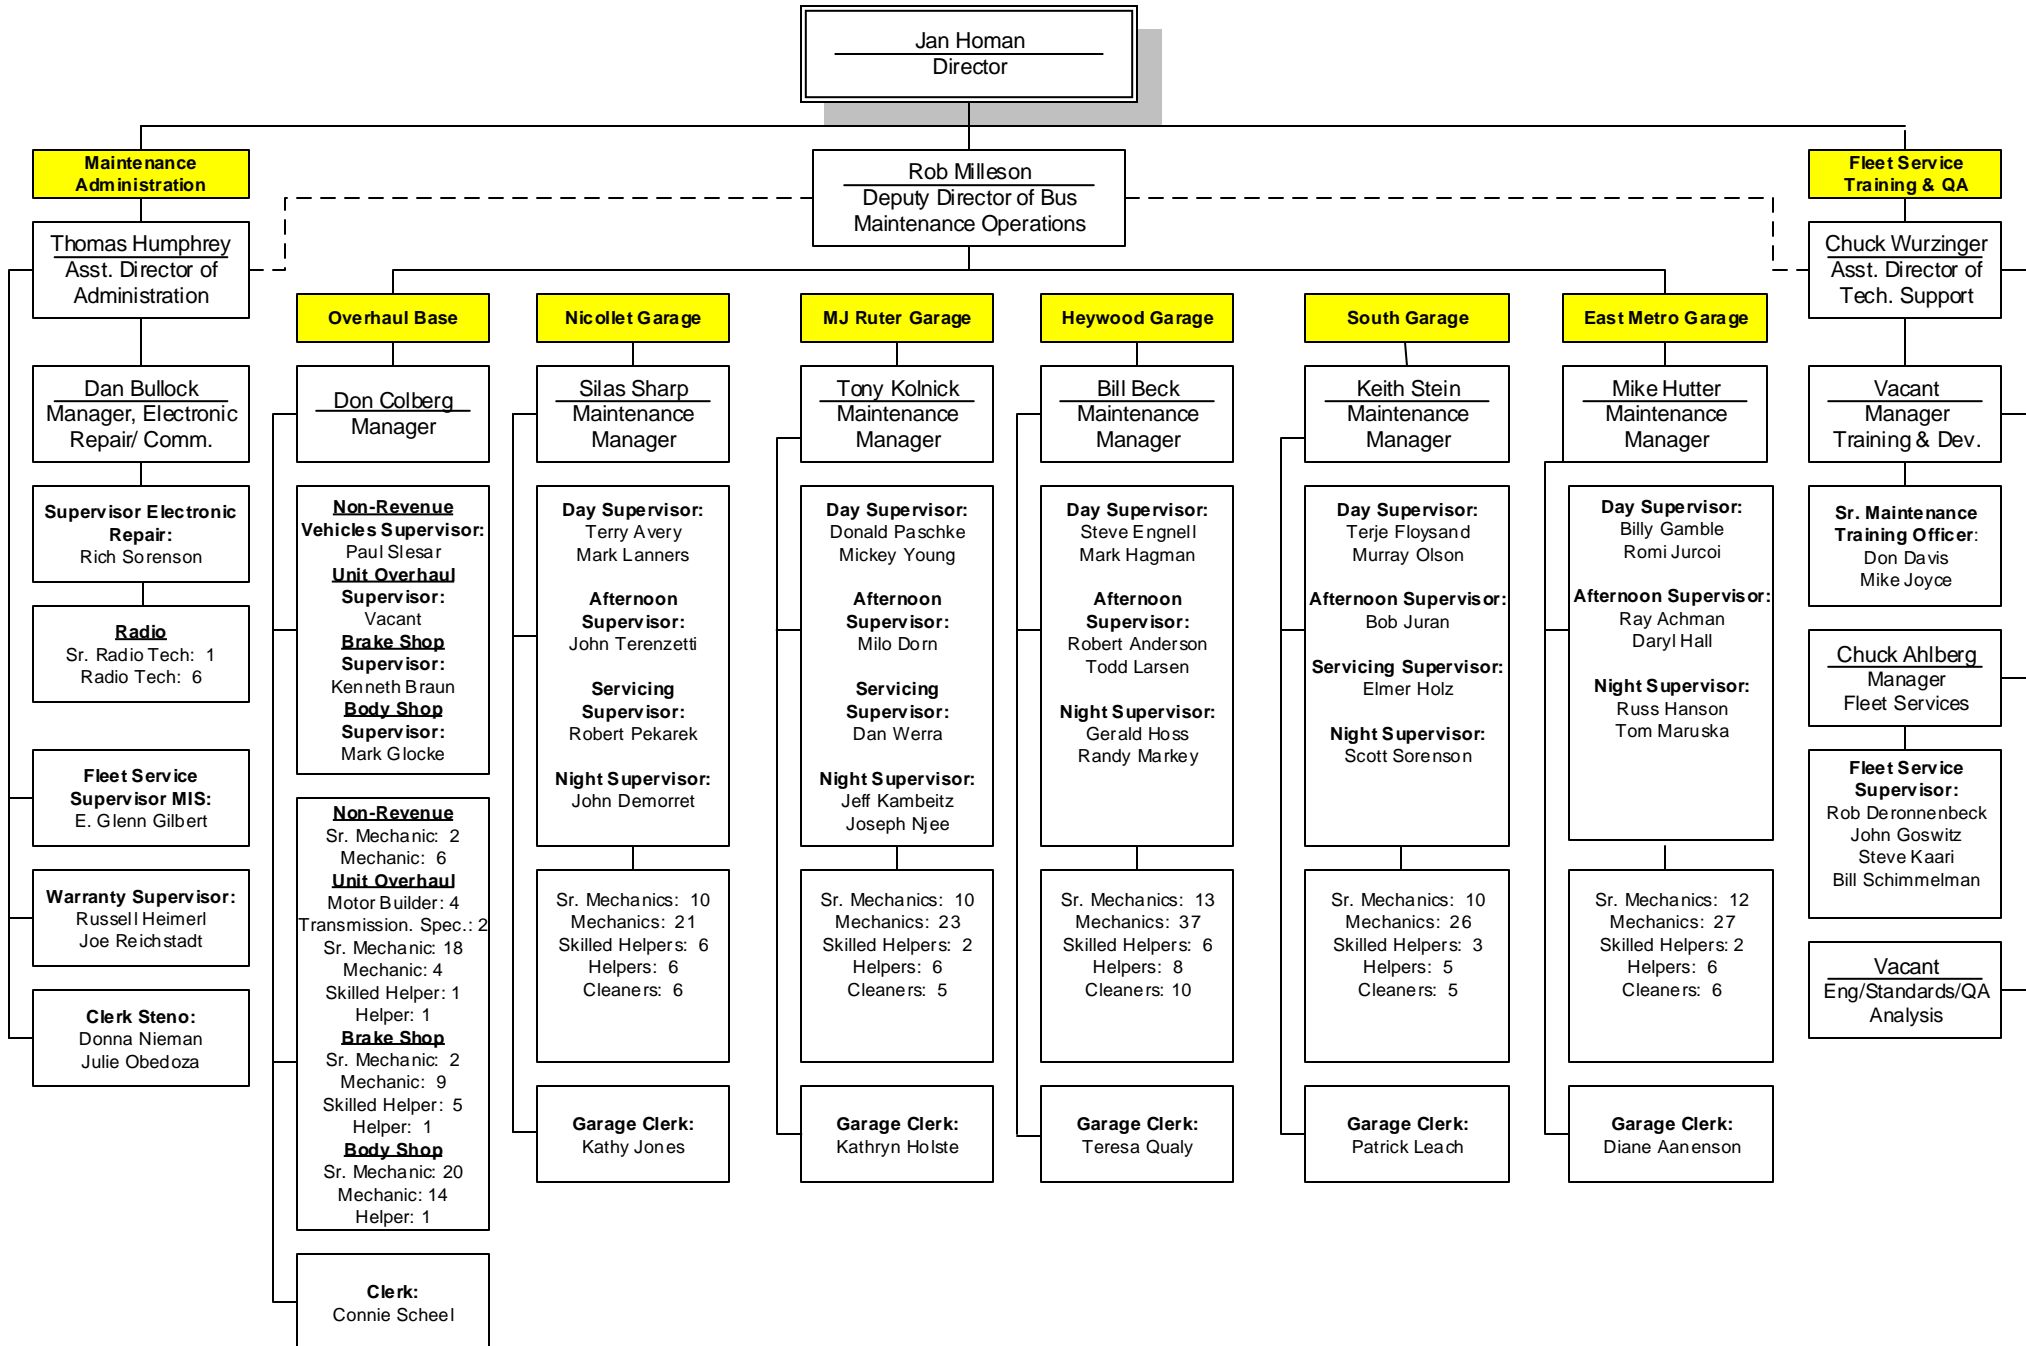 Jan Homan
Director
Maintenance
Administration
Thomas Humphrey
Asst. Director of
Administration
Dan Bullock
Manager, Electronic
Repair/ Comm.
Supervisor Electronic
Repair:
Rich Sorenson
Radio
Sr. Radio Tech: 1
Radio Tech: 6
Fleet Service
Supervisor MIS:
E. Glenn Gilbert
Warranty Supervisor:
Russell Heimerl
Joe Reichstadt
Clerk Steno:
Donna Nieman
Julie Obedoza
Rob Milleson
Deputy Director of Bus
Maintenance Operations
Overhaul Base
Don Colberg
Manager
Non-Revenue
Vehicles Supervisor:
Paul Slesar
Unit Overhaul
Supervisor:
Vacant
Brake Shop
Supervisor:
Kenneth Braun
Body Shop
Supervisor:
Mark Glocke
Non-Revenue
Sr. Mechanic: 2
Mechanic: 6
Unit Overhaul
Motor Builder: 4
Transmission. Spec.: 2
Sr. Mechanic: 18
Mechanic: 4
Skilled Helper: 1
Helper: 1
Brake Shop
Sr. Mechanic: 2
Mechanic: 9
Skilled Helper: 5
Helper: 1
Body Shop
Sr. Mechanic: 20
Mechanic: 14
Helper: 1
Clerk:
Connie Scheel
Nicollet Garage
Silas Sharp
Maintenance
Manager
Day Supervisor:
Terry Avery
Mark Lanners
Afternoon
Supervisor:
John Terenzetti
Servicing
Supervisor:
Robert Pekarek
Night Supervisor:
John Demorret
Sr. Mechanics: 10
Mechanics: 21
Skilled Helpers: 6
Helpers: 6
Cleaners: 6
Garage Clerk:
Kathy Jones
MJ Ruter Garage
Tony Kolnick
Maintenance
Manager
Day Supervisor:
Donald Paschke
Mickey Young
Afternoon
Supervisor:
Milo Dorn
Servicing
Supervisor:
Dan Werra
Night Supervisor:
Jeff Kambeitz
Joseph Njee
Sr. Mechanics: 10
Mechanics: 23
Skilled Helpers: 2
Helpers: 6
Cleaners: 5
Garage Clerk:
Kathryn Holste
Heywood Garage
Bill Beck
Maintenance
Manager
Day Supervisor:
Steve Engnell
Mark Hagman
Afternoon
Supervisor:
Robert Anderson
Todd Larsen
Night Supervisor:
Gerald Hoss
Randy Markey
Sr. Mechanics: 13
Mechanics: 37
Skilled Helpers: 6
Helpers: 8
Cleaners: 10
Garage Clerk:
Teresa Qualy
South Garage
Keith Stein
Maintenance
Manager
Day Supervisor:
Terje Floysand
Murray Olson
Afternoon Supervisor:
Bob Juran
Servicing Supervisor:
Elmer Holz
Night Supervisor:
Scott Sorenson
Sr. Mechanics: 10
Mechanics: 26
Skilled Helpers: 3
Helpers: 5
Cleaners: 5
Garage Clerk:
Patrick Leach
East Metro Garage
Mike Hutter
Maintenance
Manager
Day Supervisor:
Billy Gamble
Romi Jurcoi
Afternoon Supervisor:
Ray Achman
Daryl Hall
Night Supervisor:
Russ Hanson
Tom Maruska
Sr. Mechanics: 12
Mechanics: 27
Skilled Helpers: 2
Helpers: 6
Cleaners: 6
Garage Clerk:
Diane Aanenson
Fleet Service
Training & QA
Chuck Wurzinger
Asst. Director of
Tech. Support
Vacant
Manager
Training & Dev.
Sr. Maintenance
Training Officer:
Don Davis
Mike Joyce
Chuck Ahlberg
Manager
Fleet Services
Fleet Service
Supervisor:
Rob Deronnenbeck
John Goswitz
Steve Kaari
Bill Schimmelman
Vacant
Eng/Standards/QA
Analysis